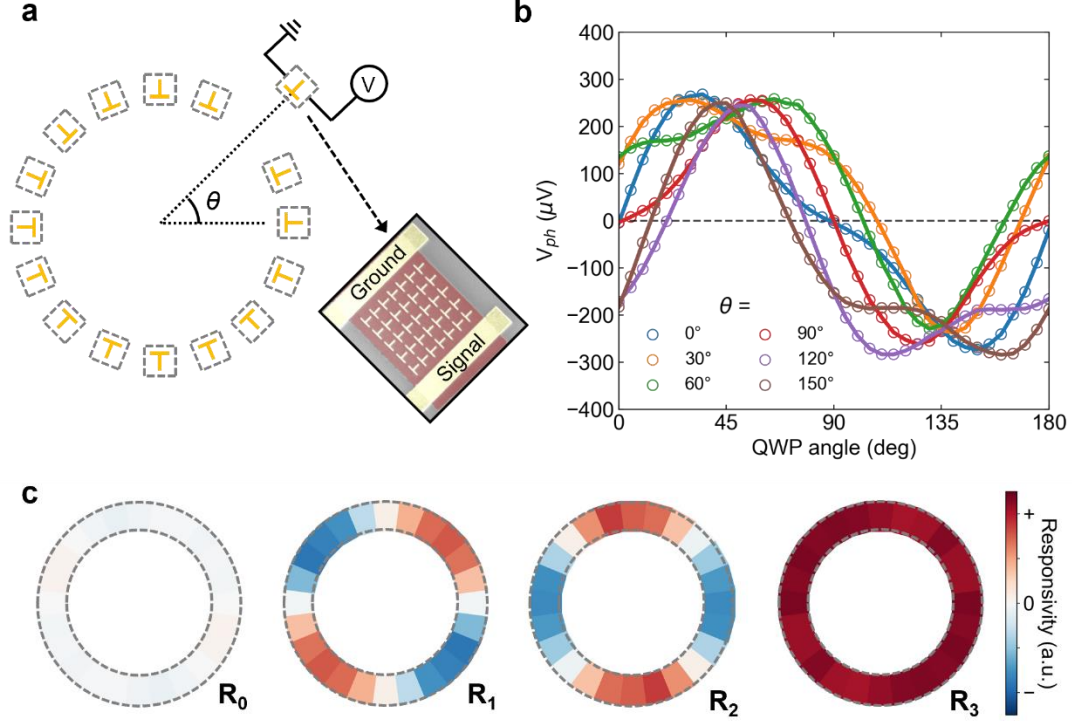 a
V
θ
Ground
Signal
b
400
300
200
100
0
−100
−200
−300
−400
V_ph (μV)
θ =
0°
30°
60°
90°
120°
150°
0
45
90
135
180
QWP angle (deg)
c
R₀
R₁
R₂
R₃
+
0
−
Responsivity (a.u.)